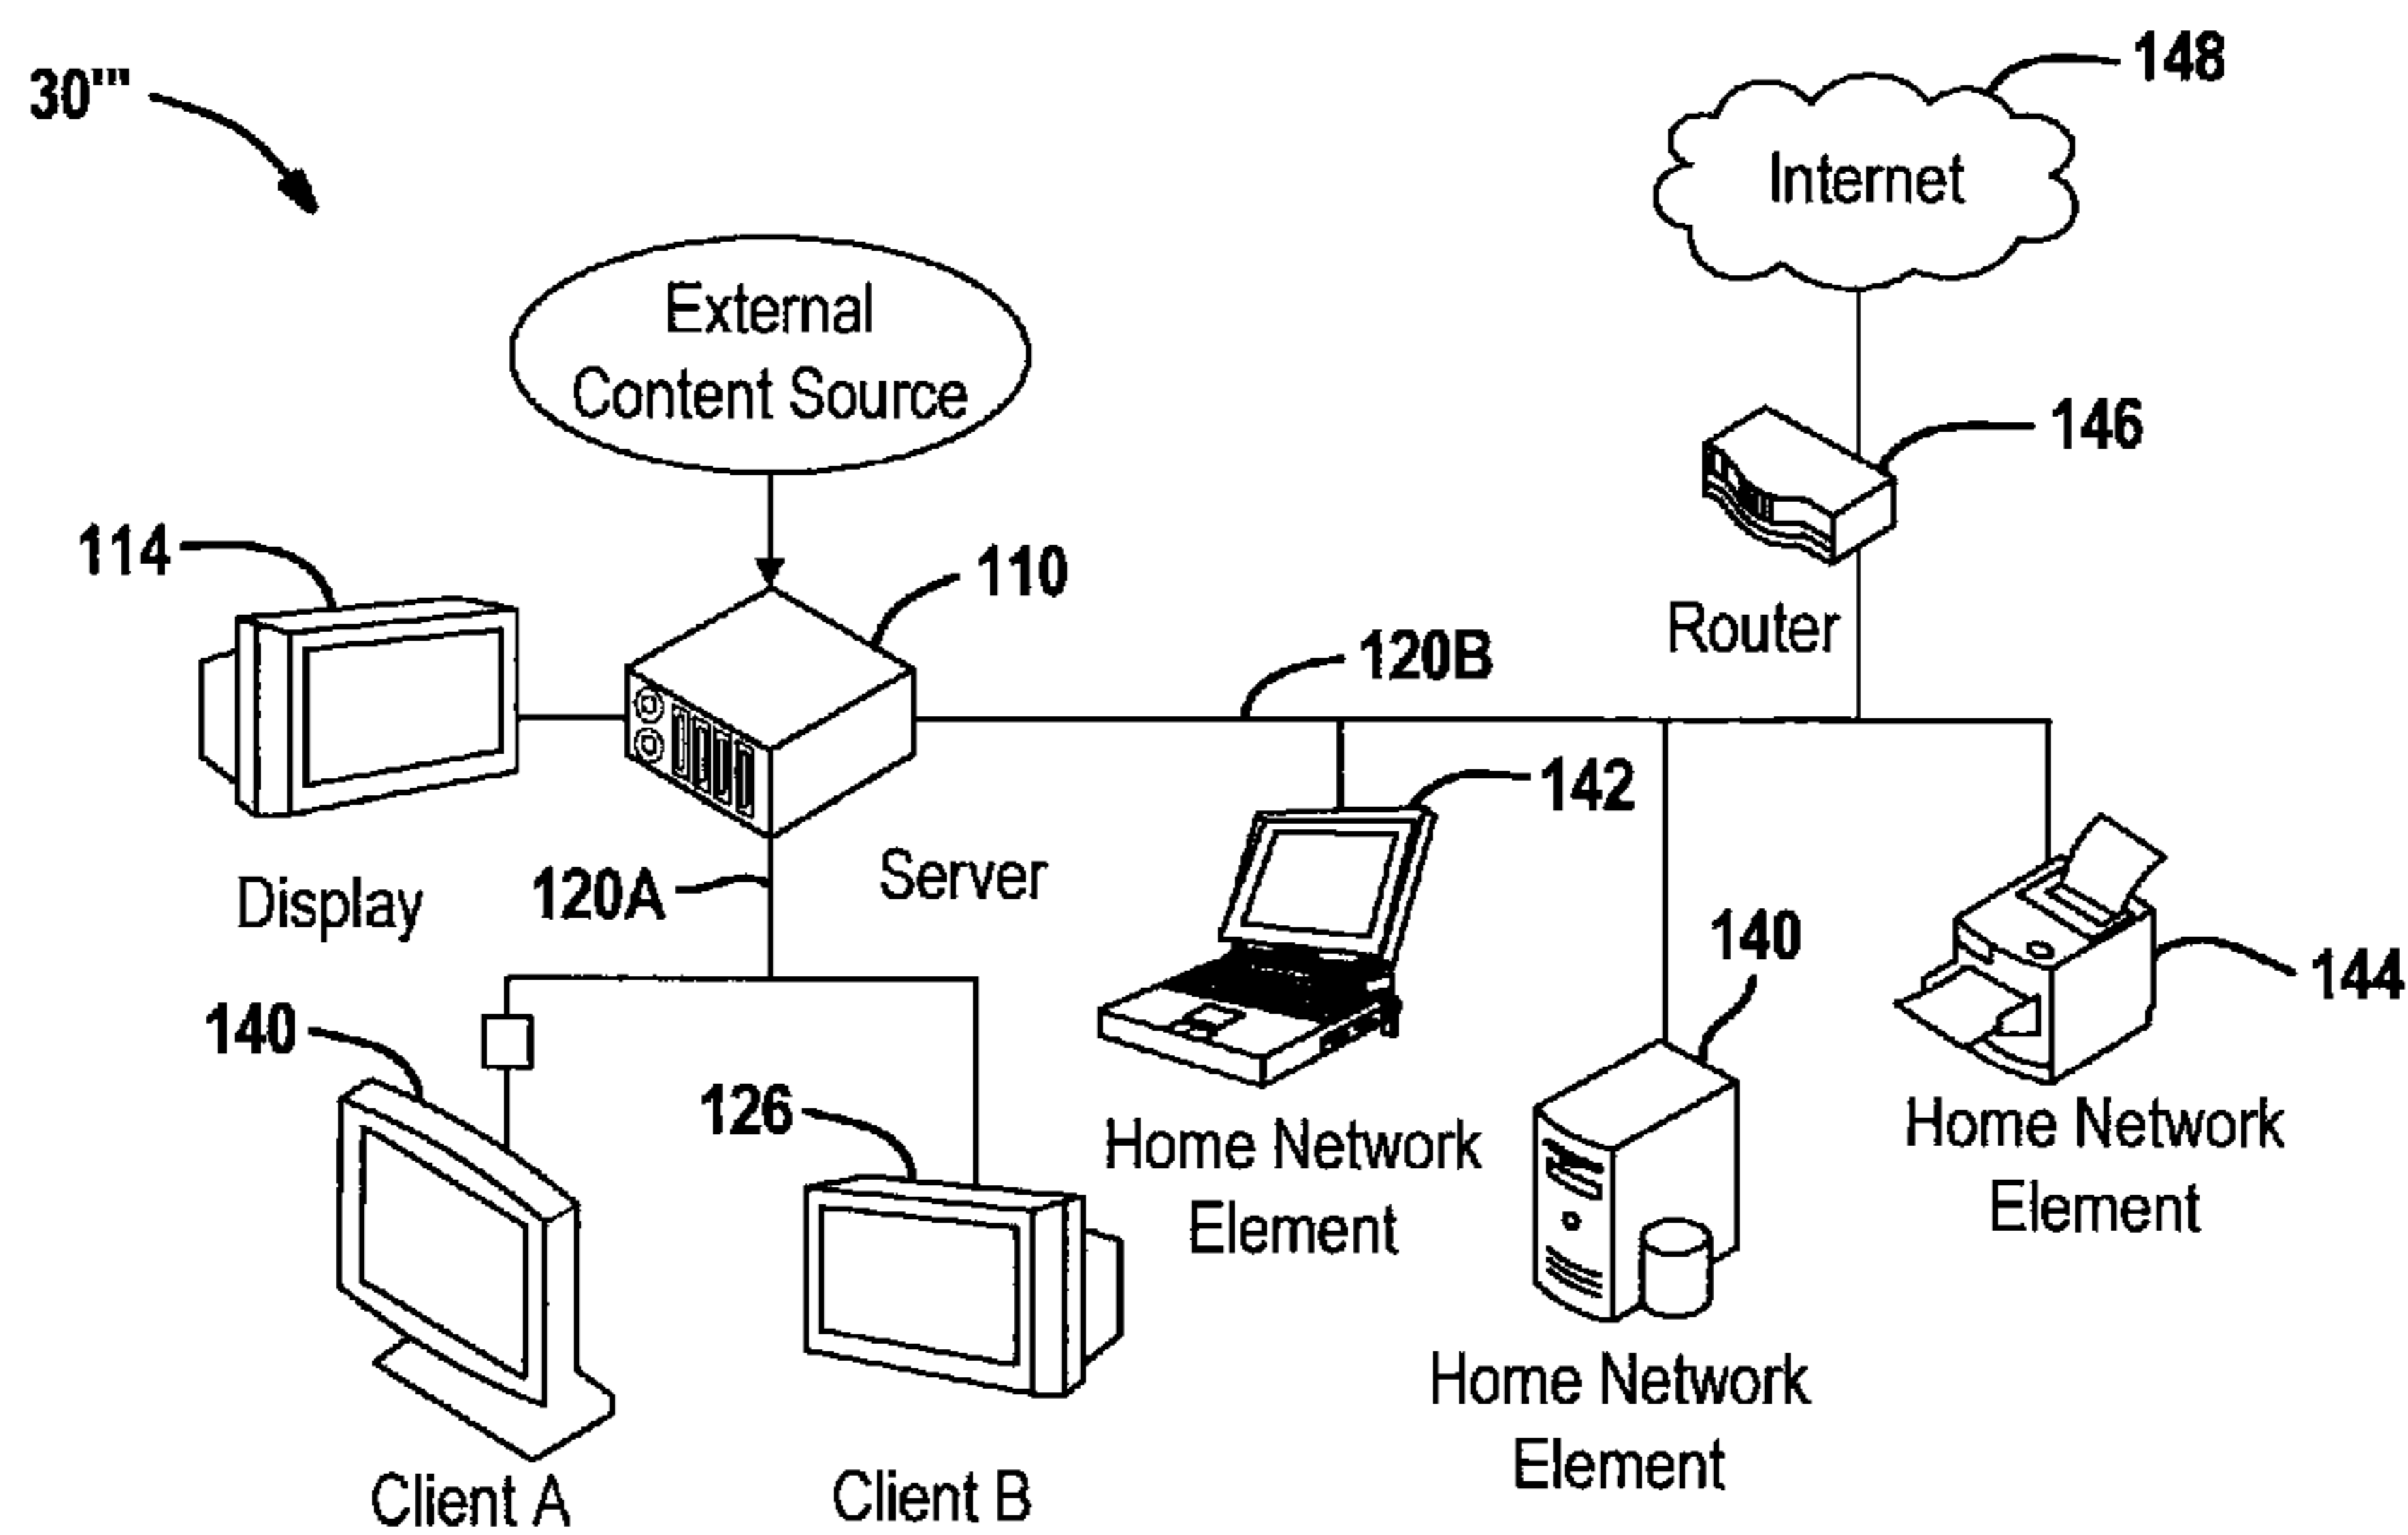 30'''
148
Internet
External
Content Source
146
114
110
Router
120B
142
Display
120A
Server
140
144
140
126
Home Network
Element
Home Network
Element
Home Network
Element
Client A
Client B